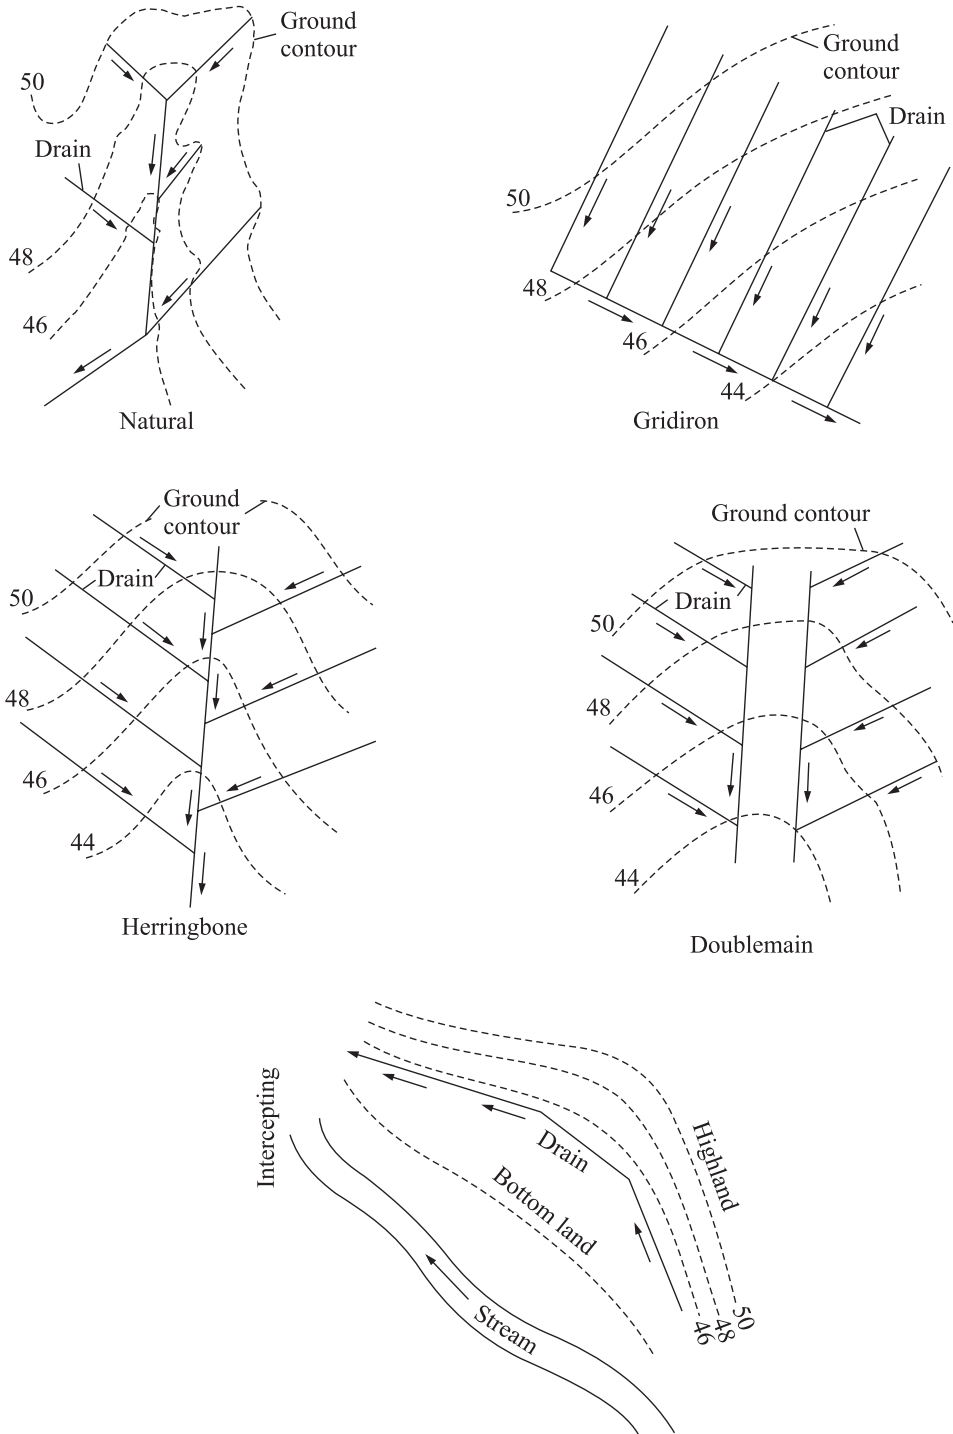 Ground
contour
50
Drain
48
46
Natural
Ground
contour
Drain
50
48
46
44
Gridiron
Ground
contour
Drain
50
48
46
44
Herringbone
Ground contour
Drain
50
48
46
44
Doublemain
Intercepting
Highland
Drain
Bottom land
Stream
46
48
50